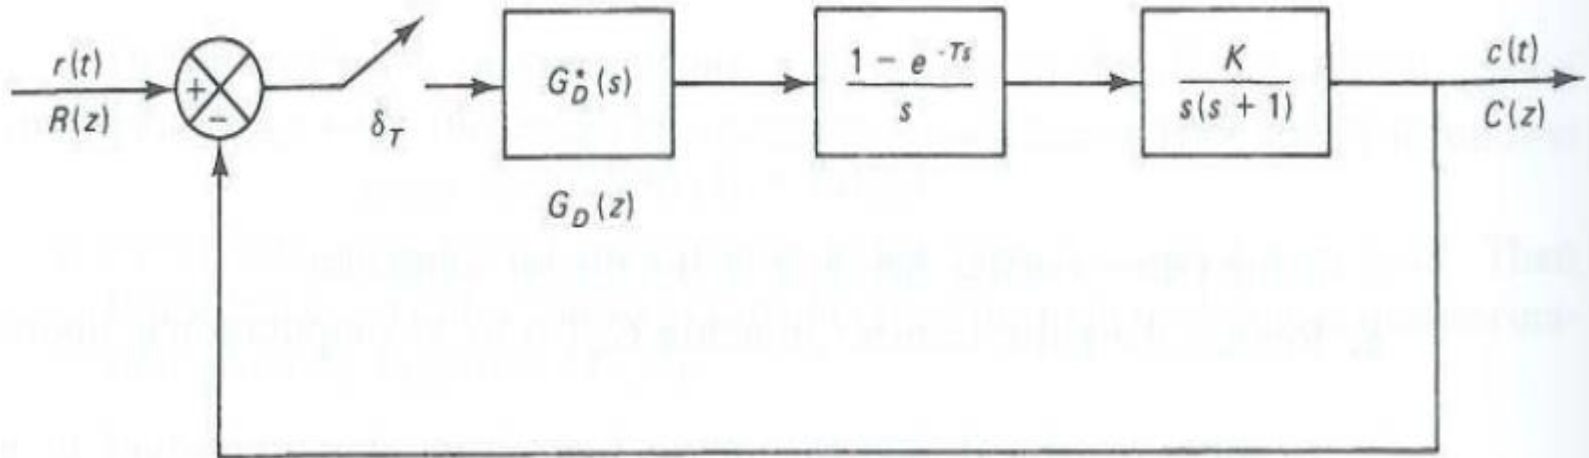 r(t)
R(z)
+
−
δ_T
G*_D(s)
G_D(z)
1 − e^-Ts
s
K
s(s + 1)
c(t)
C(z)